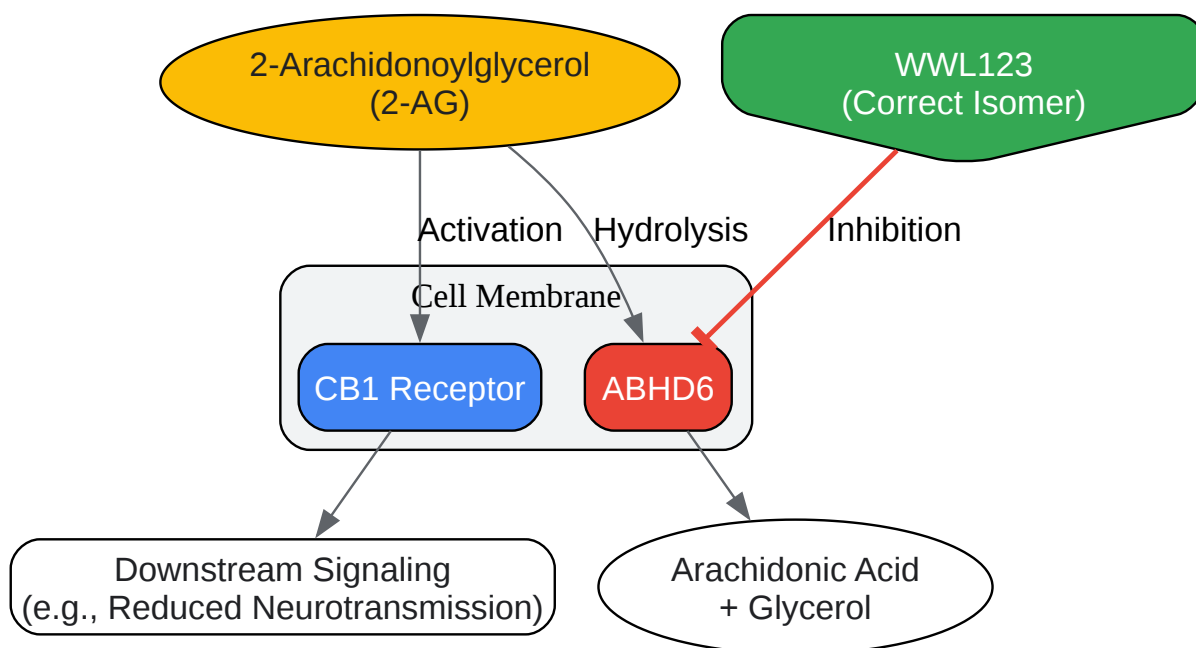 2-Arachidonoylglycerol
(2-AG)
WWL123
(Correct Isomer)
Activation
Hydrolysis
Inhibition
Cell Membrane
CB1 Receptor
ABHD6
Downstream Signaling
(e.g., Reduced Neurotransmission)
Arachidonic Acid
+ Glycerol